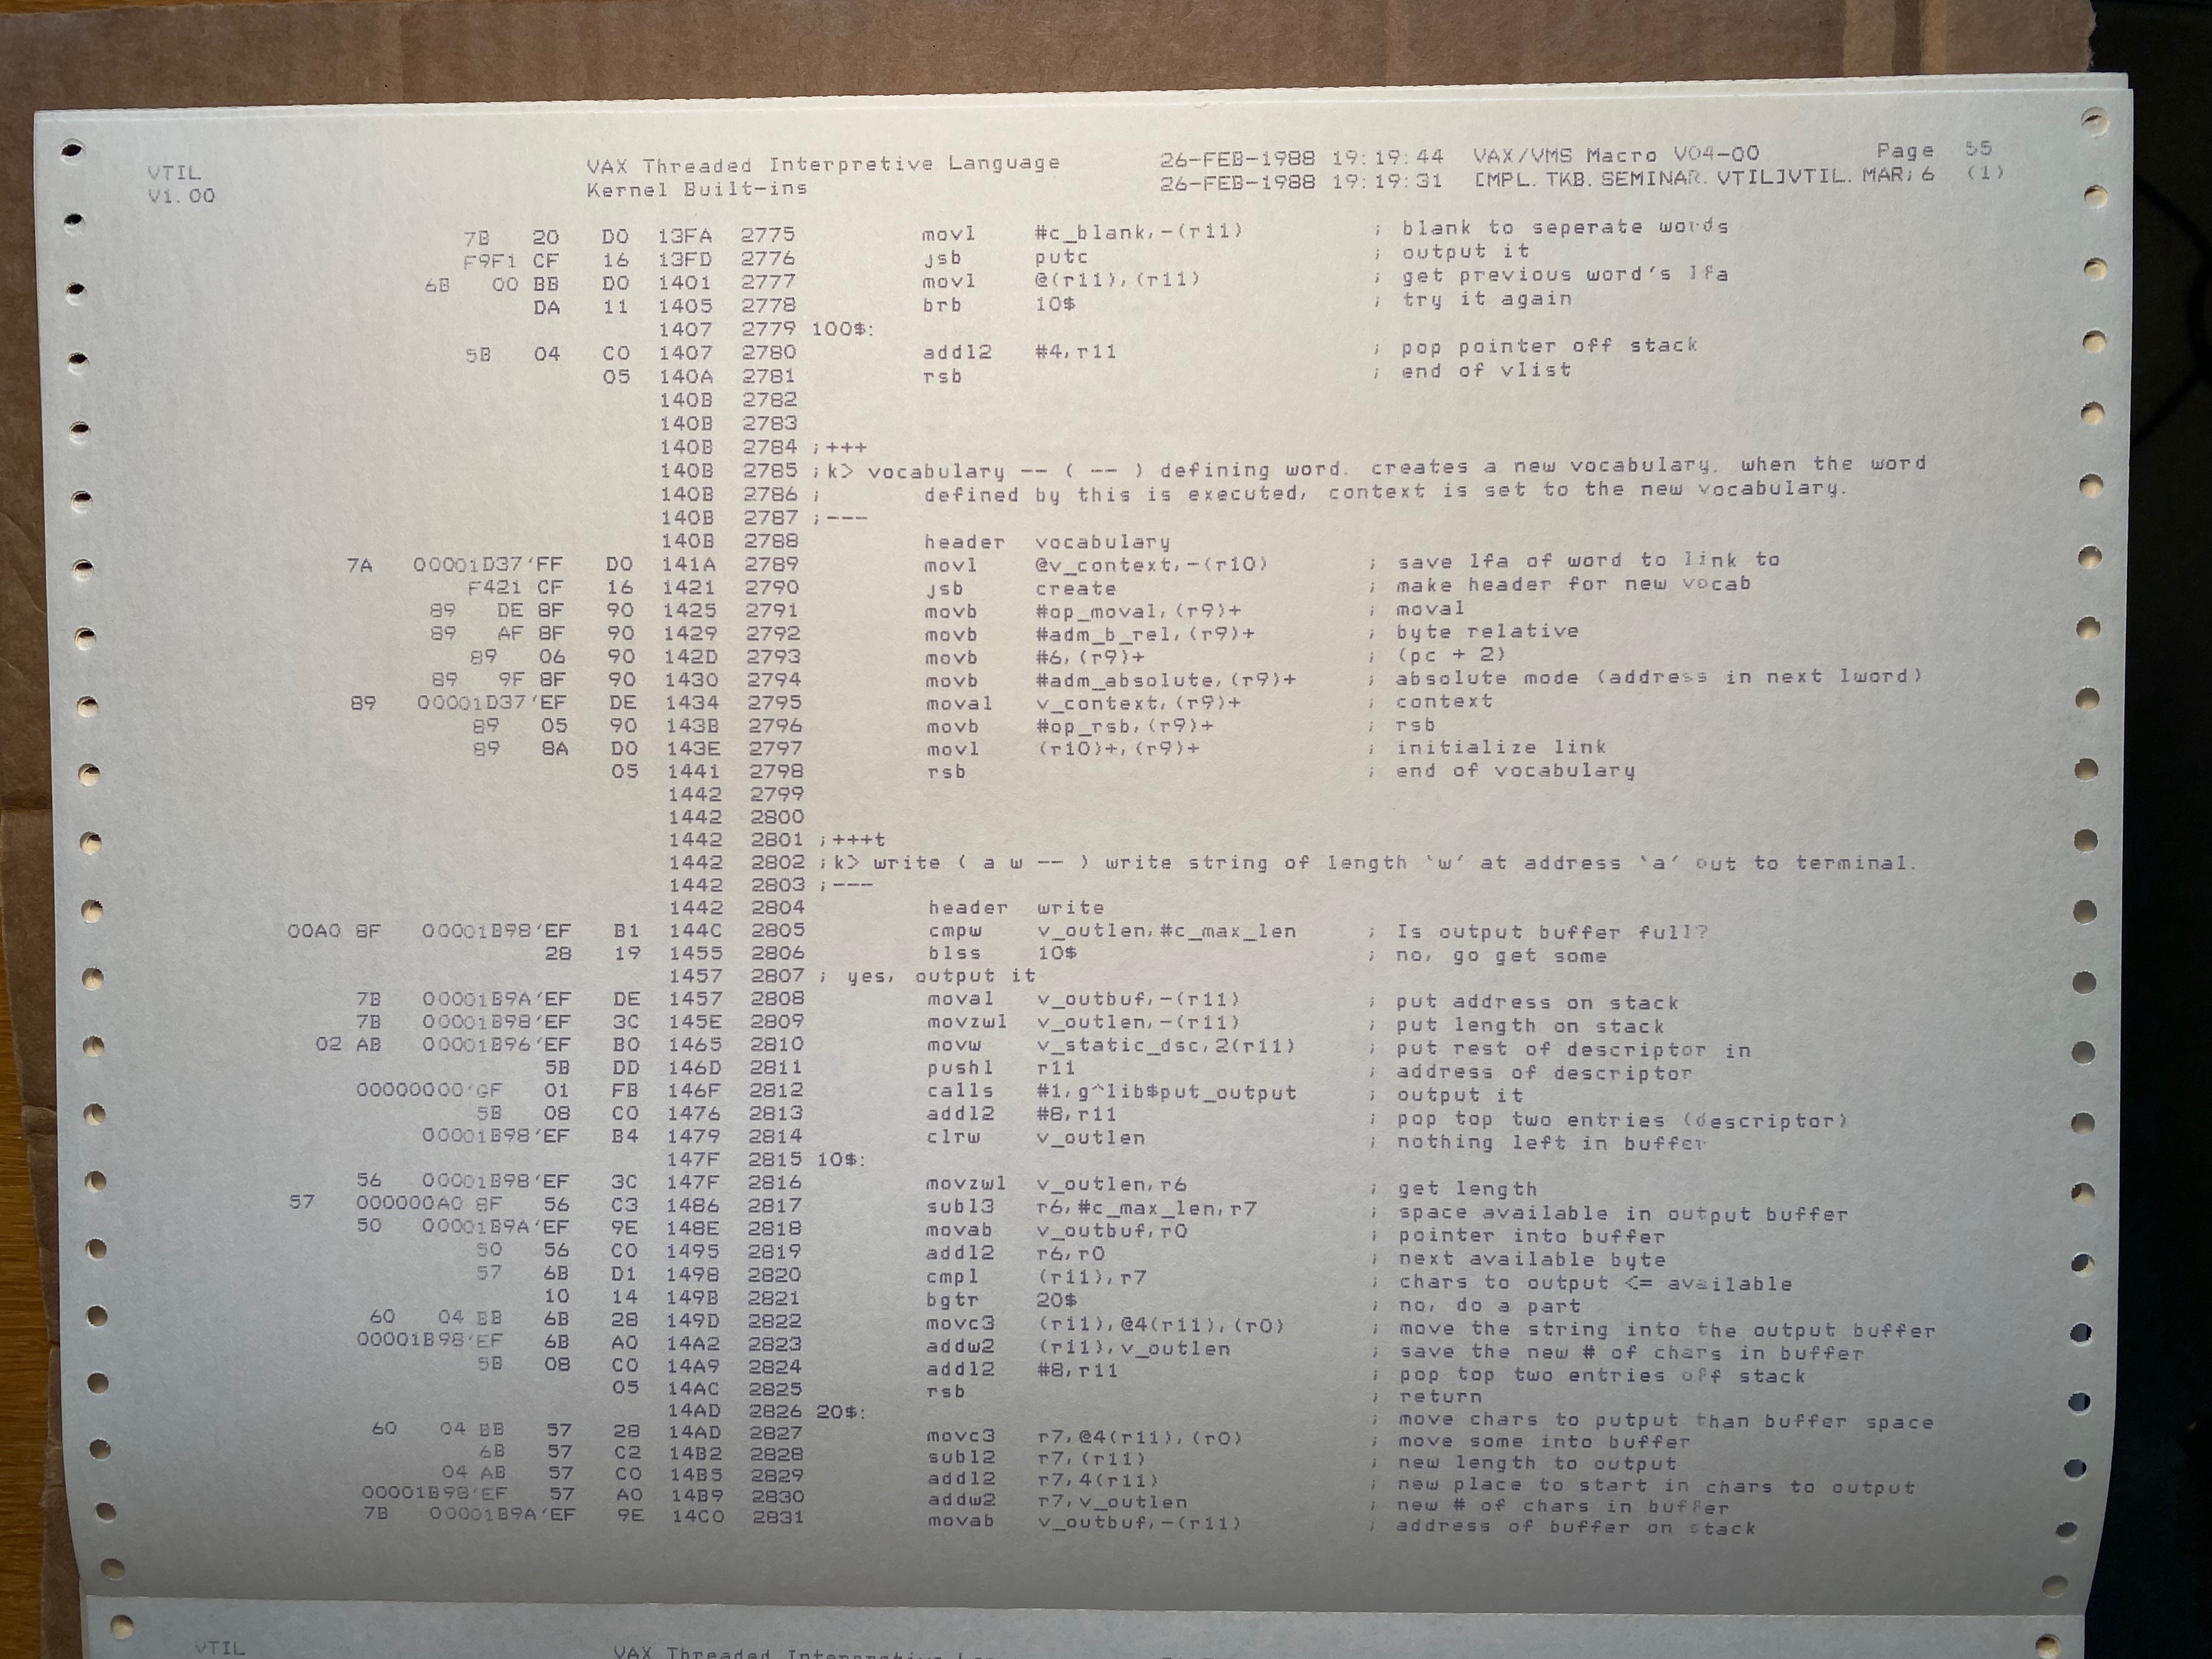 VTIL VAX Threaded Interpretive Language 26-FEB-1988 19:19:44 VAX/VMS Macro V04-00 Page 55
V1.00 Kernel Built-ins 26-FEB-1988 19:19:31 [MPL.TKB.SEMINAR.VTIL]VTIL.MAR;6 (1)
7B 20 D0 13FA 2775 movl #c_blank,-(r11) ; blank to seperate words
F9F1 CF 16 13FD 2776 jsb putc ; output it
6B 00 BB D0 1401 2777 movl @(r11),(r11) ; get previous word's lfa
DA 11 1405 2778 brb 10$ ; try it again
1407 2779 100$:
5B 04 C0 1407 2780 addl2 #4,r11 ; pop pointer off stack
05 140A 2781 rsb ; end of vlist
140B 2782
140B 2783
140B 2784 ;+++
140B 2785 ;k> vocabulary -- ( -- ) defining word. creates a new vocabulary. when the word
140B 2786 ; defined by this is executed, context is set to the new vocabulary.
140B 2787 ;---
140B 2788 header vocabulary
7A 00001D37'FF D0 141A 2789 movl @v_context,-(r10) ; save lfa of word to link to
F421 CF 16 1421 2790 jsb create ; make header for new vocab
89 DE 8F 90 1425 2791 movb #op_moval,(r9)+ ; moval
89 AF 8F 90 1429 2792 movb #adm_b_rel,(r9)+ ; byte relative
89 06 90 142D 2793 movb #6,(r9)+ ; (pc + 2)
89 9F 8F 90 1430 2794 movb #adm_absolute,(r9)+ ; absolute mode (address in next lword)
89 00001D37'EF DE 1434 2795 moval v_context,(r9)+ ; context
89 05 90 143B 2796 movb #op_rsb,(r9)+ ; rsb
89 8A D0 143E 2797 movl (r10)+,(r9)+ ; initialize link
05 1441 2798 rsb ; end of vocabulary
1442 2799
1442 2800
1442 2801 ;+++t
1442 2802 ;k> write ( a w -- ) write string of length `w' at address `a' out to terminal.
1442 2803 ;---
1442 2804 header write
00A0 8F 00001B98'EF B1 144C 2805 cmpw v_outlen,#c_max_len ; Is output buffer full?
28 19 1455 2806 blss 10$ ; no, go get some
1457 2807 ; yes, output it
7B 00001B9A'EF DE 1457 2808 moval v_outbuf,-(r11) ; put address on stack
7B 00001B98'EF 3C 145E 2809 movzwl v_outlen,-(r11) ; put length on stack
02 AB 00001B96'EF B0 1465 2810 movw v_static_dsc,2(r11) ; put rest of descriptor in
5B DD 146D 2811 pushl r11 ; address of descriptor
00000000'GF 01 FB 146F 2812 calls #1,g^lib$put_output ; output it
5B 08 C0 1476 2813 addl2 #8,r11 ; pop top two entries (descriptor)
00001B98'EF B4 1479 2814 clrw v_outlen ; nothing left in buffer
147F 2815 10$:
56 00001B98'EF 3C 147F 2816 movzwl v_outlen,r6 ; get length
57 000000A0 8F 56 C3 1486 2817 subl3 r6,#c_max_len,r7 ; space available in output buffer
50 00001B9A'EF 9E 148E 2818 movab v_outbuf,r0 ; pointer into buffer
50 56 C0 1495 2819 addl2 r6,r0 ; next available byte
57 6B D1 1498 2820 cmpl (r11),r7 ; chars to output <= available
10 14 149B 2821 bgtr 20$ ; no, do a part
60 04 BB 6B 28 149D 2822 movc3 (r11),@4(r11),(r0) ; move the string into the output buffer
00001B98'EF 6B A0 14A2 2823 addw2 (r11),v_outlen ; save the new # of chars in buffer
5B 08 C0 14A9 2824 addl2 #8,r11 ; pop top two entries off stack
05 14AC 2825 rsb ; return
14AD 2826 20$: ; move chars to putput than buffer space
60 04 BB 57 28 14AD 2827 movc3 r7,@4(r11),(r0) ; move some into buffer
6B 57 C2 14B2 2828 subl2 r7,(r11) ; new length to output
04 AB 57 C0 14B5 2829 addl2 r7,4(r11) ; new place to start in chars to output
00001B98'EF 57 A0 14B9 2830 addw2 r7,v_outlen ; new # of chars in buffer
7B 00001B9A'EF 9E 14C0 2831 movab v_outbuf,-(r11) ; address of buffer on stack
VTIL VAX Threaded Interpretive